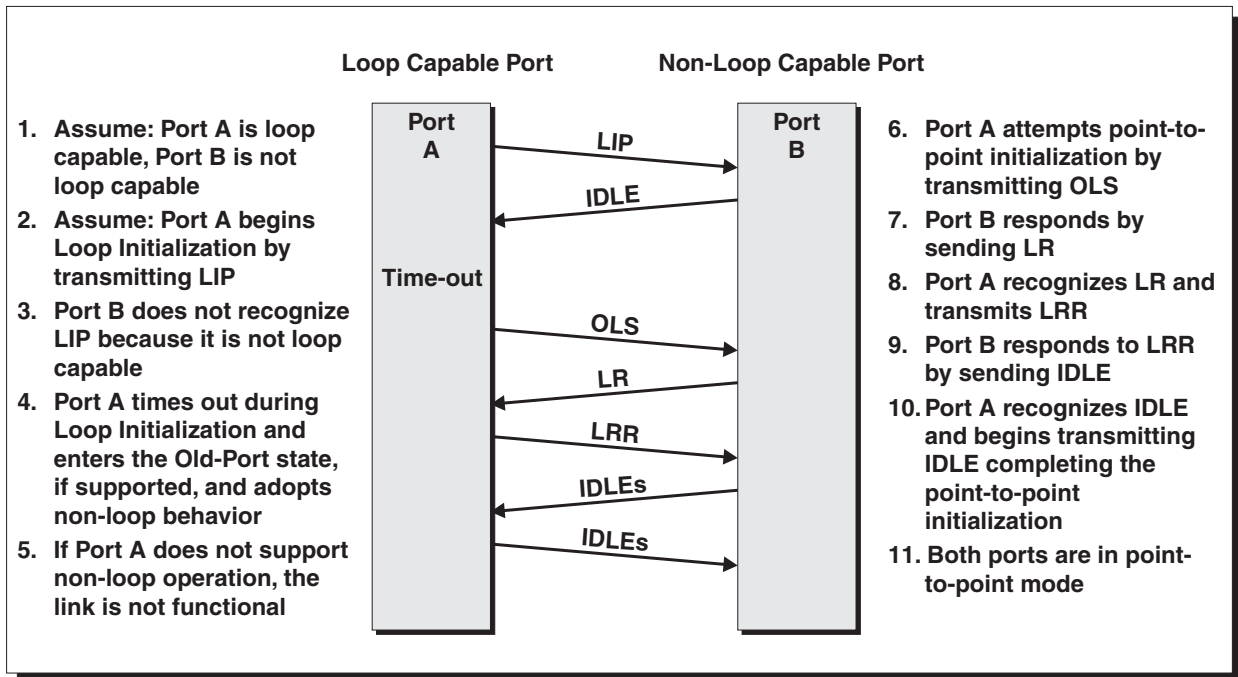 Loop Capable Port
Non-Loop Capable Port
1. Assume: Port A is loop
capable, Port B is not
loop capable
2. Assume: Port A begins
Loop Initialization by
transmitting LIP
3. Port B does not recognize
LIP because it is not loop
capable
4. Port A times out during
Loop Initialization and
enters the Old-Port state,
if supported, and adopts
non-loop behavior
5. If Port A does not support
non-loop operation, the
link is not functional
Port
A
Time-out
LIP
IDLE
OLS
LR
LRR
IDLEs
IDLEs
Port
B
6. Port A attempts point-to-
point initialization by
transmitting OLS
7. Port B responds by
sending LR
8. Port A recognizes LR and
transmits LRR
9. Port B responds to LRR
by sending IDLE
10. Port A recognizes IDLE
and begins transmitting
IDLE completing the
point-to-point
initialization
11. Both ports are in point-
to-point mode